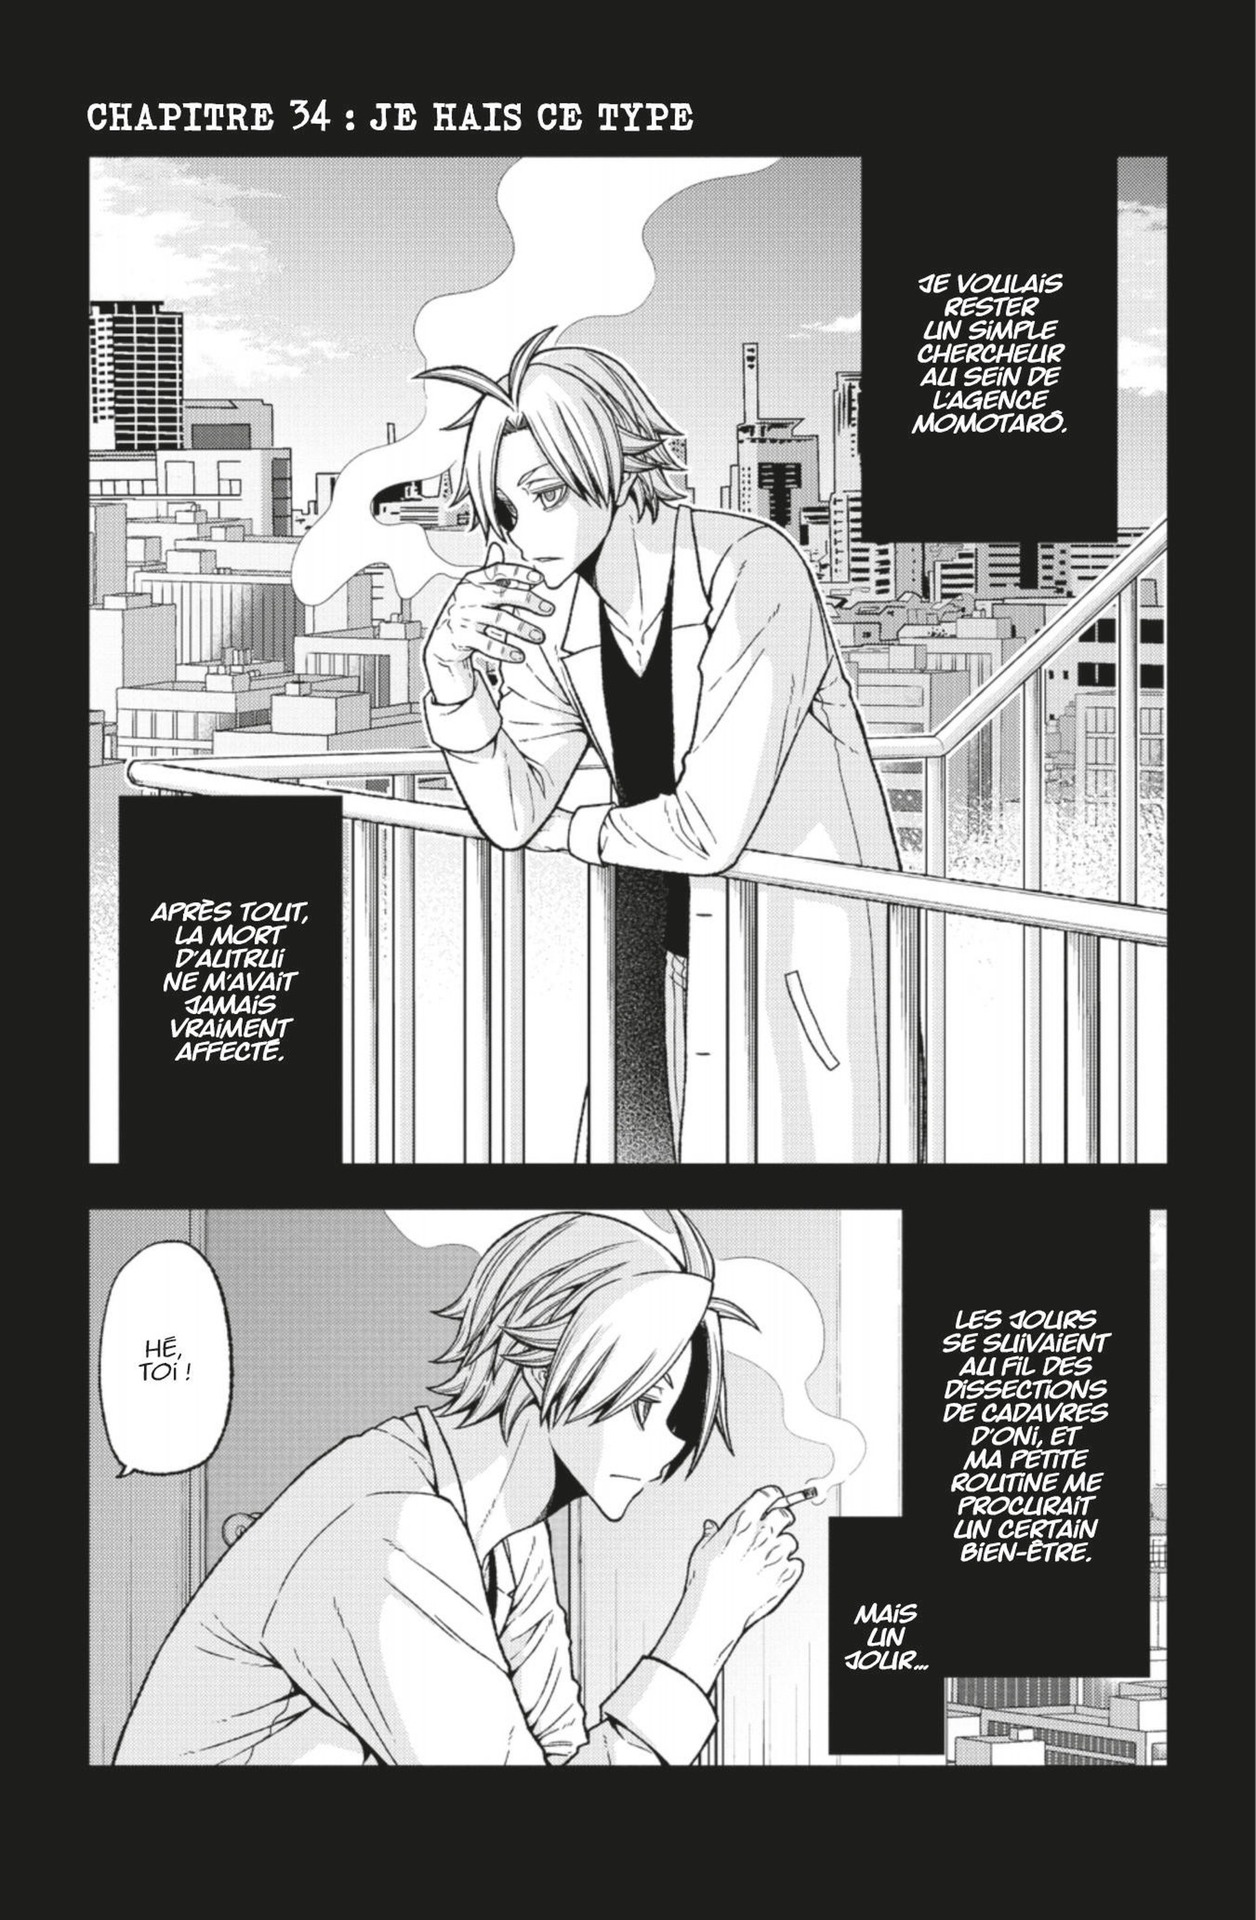 CHAPITRE 34 : JE HAIS CE TYPE
JE VOULAIS
RESTER
UN SIMPLE
CHERCHEUR
AU SEIN DE
L'AGENCE
MOMOTARÔ.
APRÈS TOUT,
LA MORT
D'AUTRUI
NE M'AVAIT
JAMAIS
VRAIMENT
AFFECTÉ.
LES JOURS
SE SUIVAIENT
AU FIL DES
DISSECTIONS
DE CADAVRES
D'ONI, ET
MA PETITE
ROUTINE ME
PROCURAIT
UN CERTAIN
BIEN-ÊTRE.
MAIS
UN
JOUR...
HÉ,
TOI !